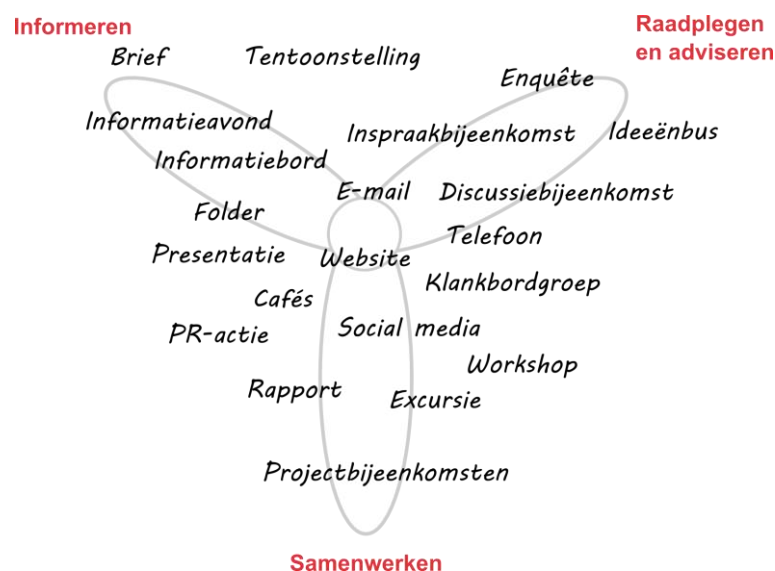 Informeren
Raadplegen
en adviseren
Brief
Tentoonstelling
Enquête
Informatieavond
Inspraakbijeenkomst
Ideeënbus
Informatiebord
E-mail
Discussiebijeenkomst
Folder
Telefoon
Presentatie
Website
Klankbordgroep
Cafés
PR-actie
Social media
Workshop
Rapport
Excursie
Projectbijeenkomsten
Samenwerken